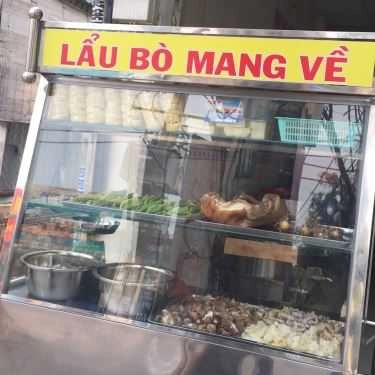 LẨU BÒ MANG VỀ